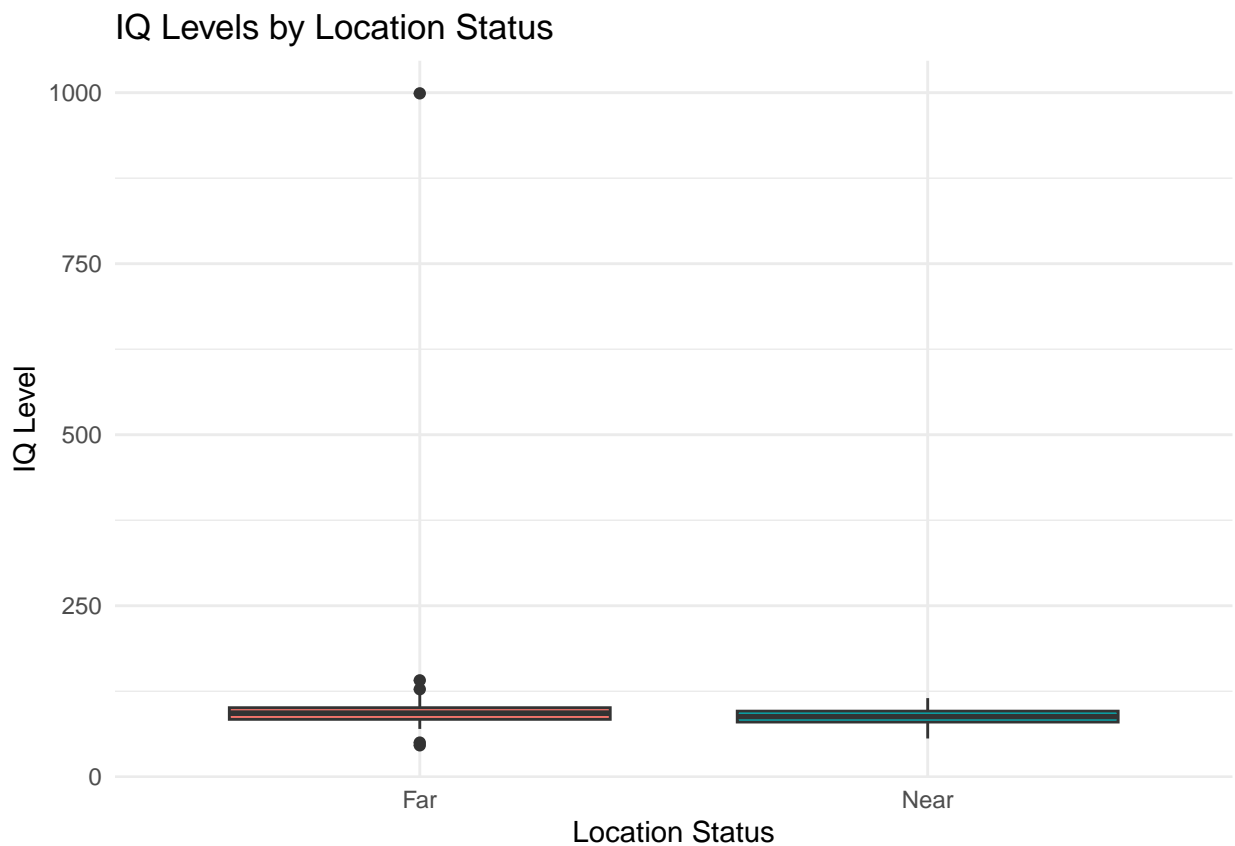 IQ Levels by Location Status
1000
750
500
250
0
IQ Level
Far Near
Location Status